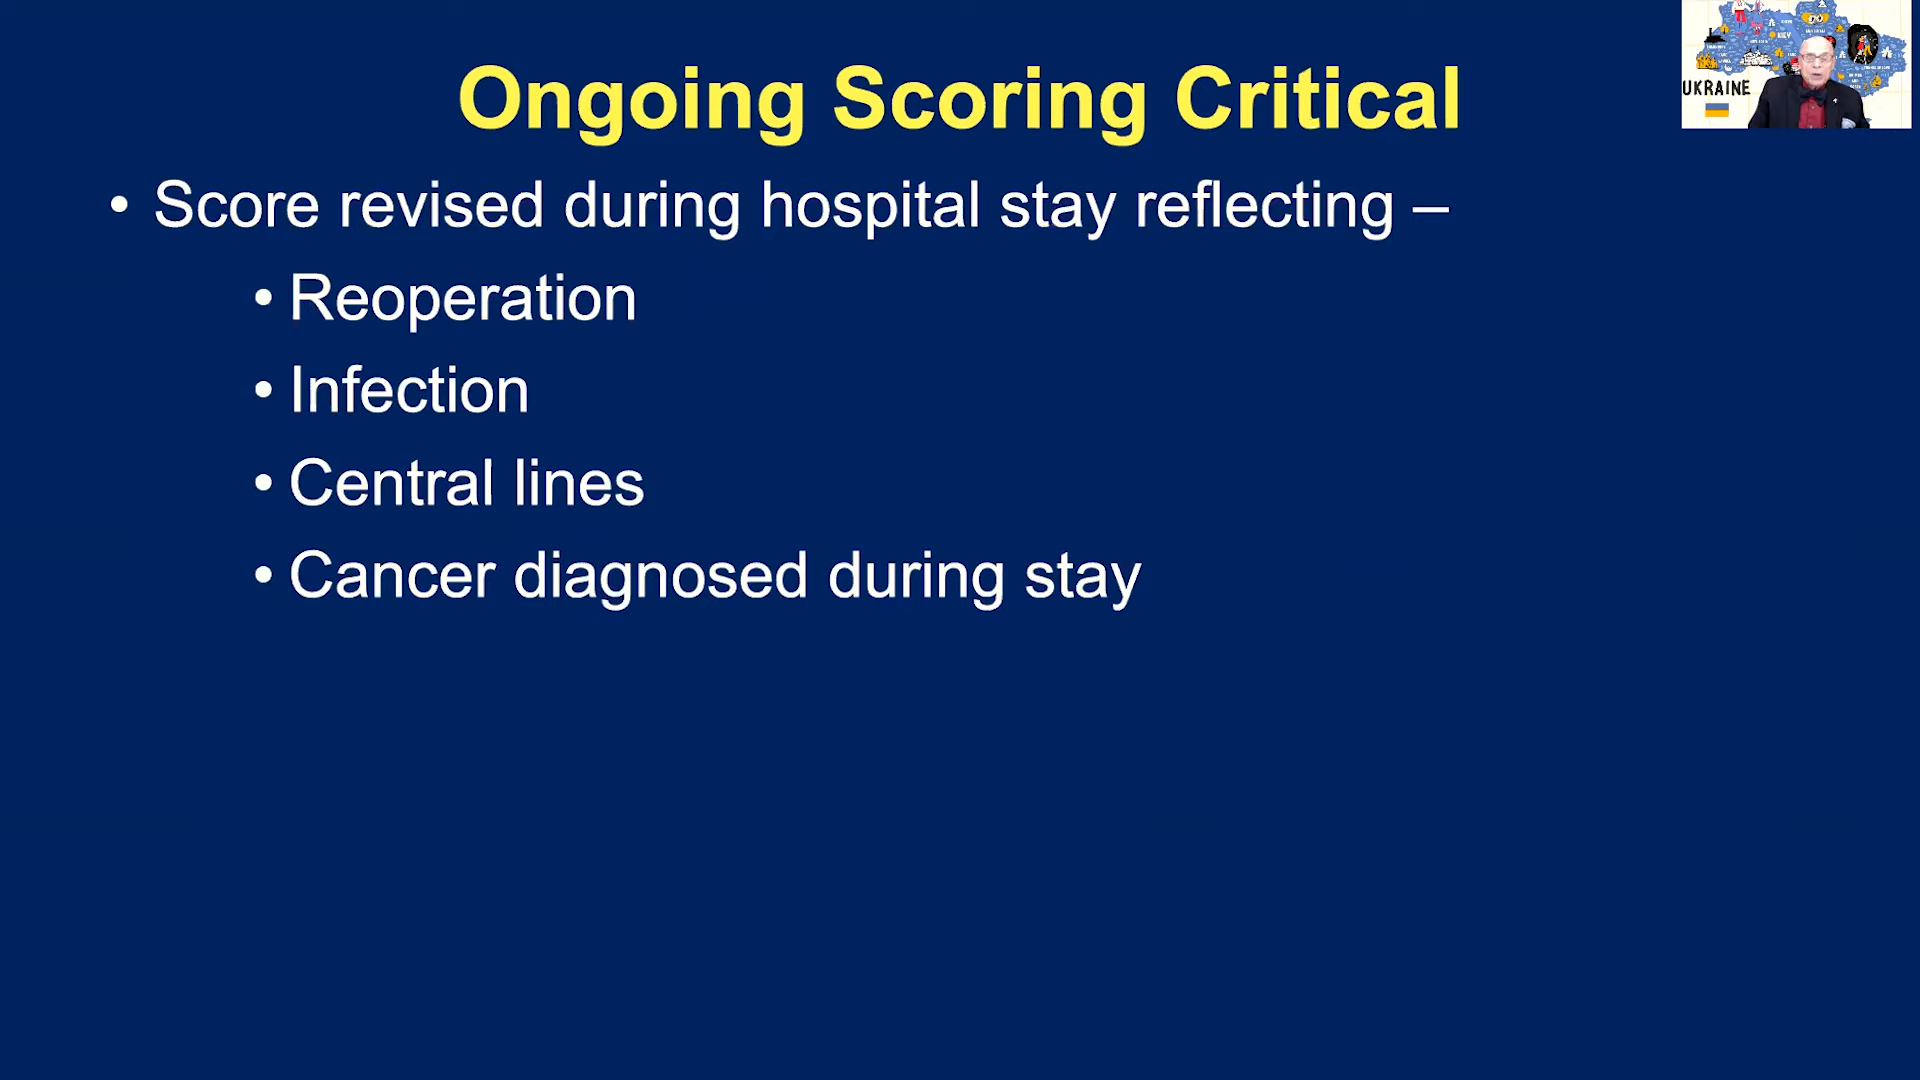 Ongoing Scoring Critical
UKRAINE
• Score revised during hospital stay reflecting –
• Reoperation
• Infection
• Central lines
• Cancer diagnosed during stay